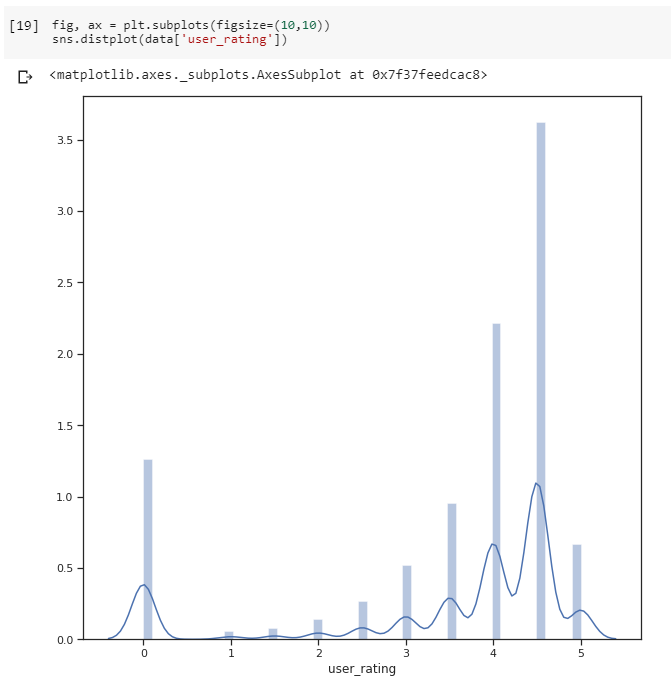 [19] fig, ax = plt.subplots(figsize=(10,10))
sns.distplot(data['user_rating'])
<matplotlib.axes._subplots.AxesSubplot at 0x7f37feedcac8>
3.5
3.0
2.5
2.0
1.5
1.0
0.5
0.0
0 1 2 3 4 5
user_rating